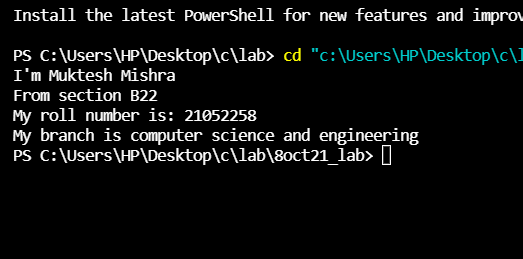 Install the latest PowerShell for new features and
PS C:\Users\HP\Desktop\c\lab> cd "c:\Users\HP\Desktop\c\
I'm Muktesh Mishra
From section B22
My roll number is: 21052258
My branch is computer science and engineering
PS C:\Users\HP\Desktop\c\lab\8oct21_lab>